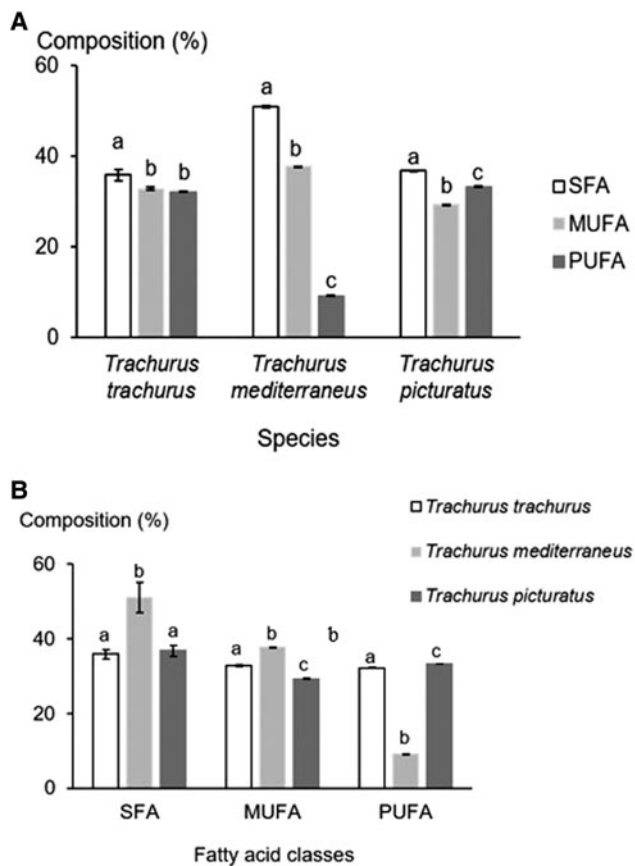 A
Composition (%)
60
40
20
0
a
b
b
a
b
c
a
b
c
SFA
MUFA
PUFA
Trachurus trachurus
Trachurus mediterraneus
Trachurus picturatus
Species
B
Composition (%)
Trachurus trachurus
Trachurus mediterraneus
Trachurus picturatus
60
40
20
0
a
b
a
a
b
c
b
a
b
c
SFA
MUFA
PUFA
Fatty acid classes